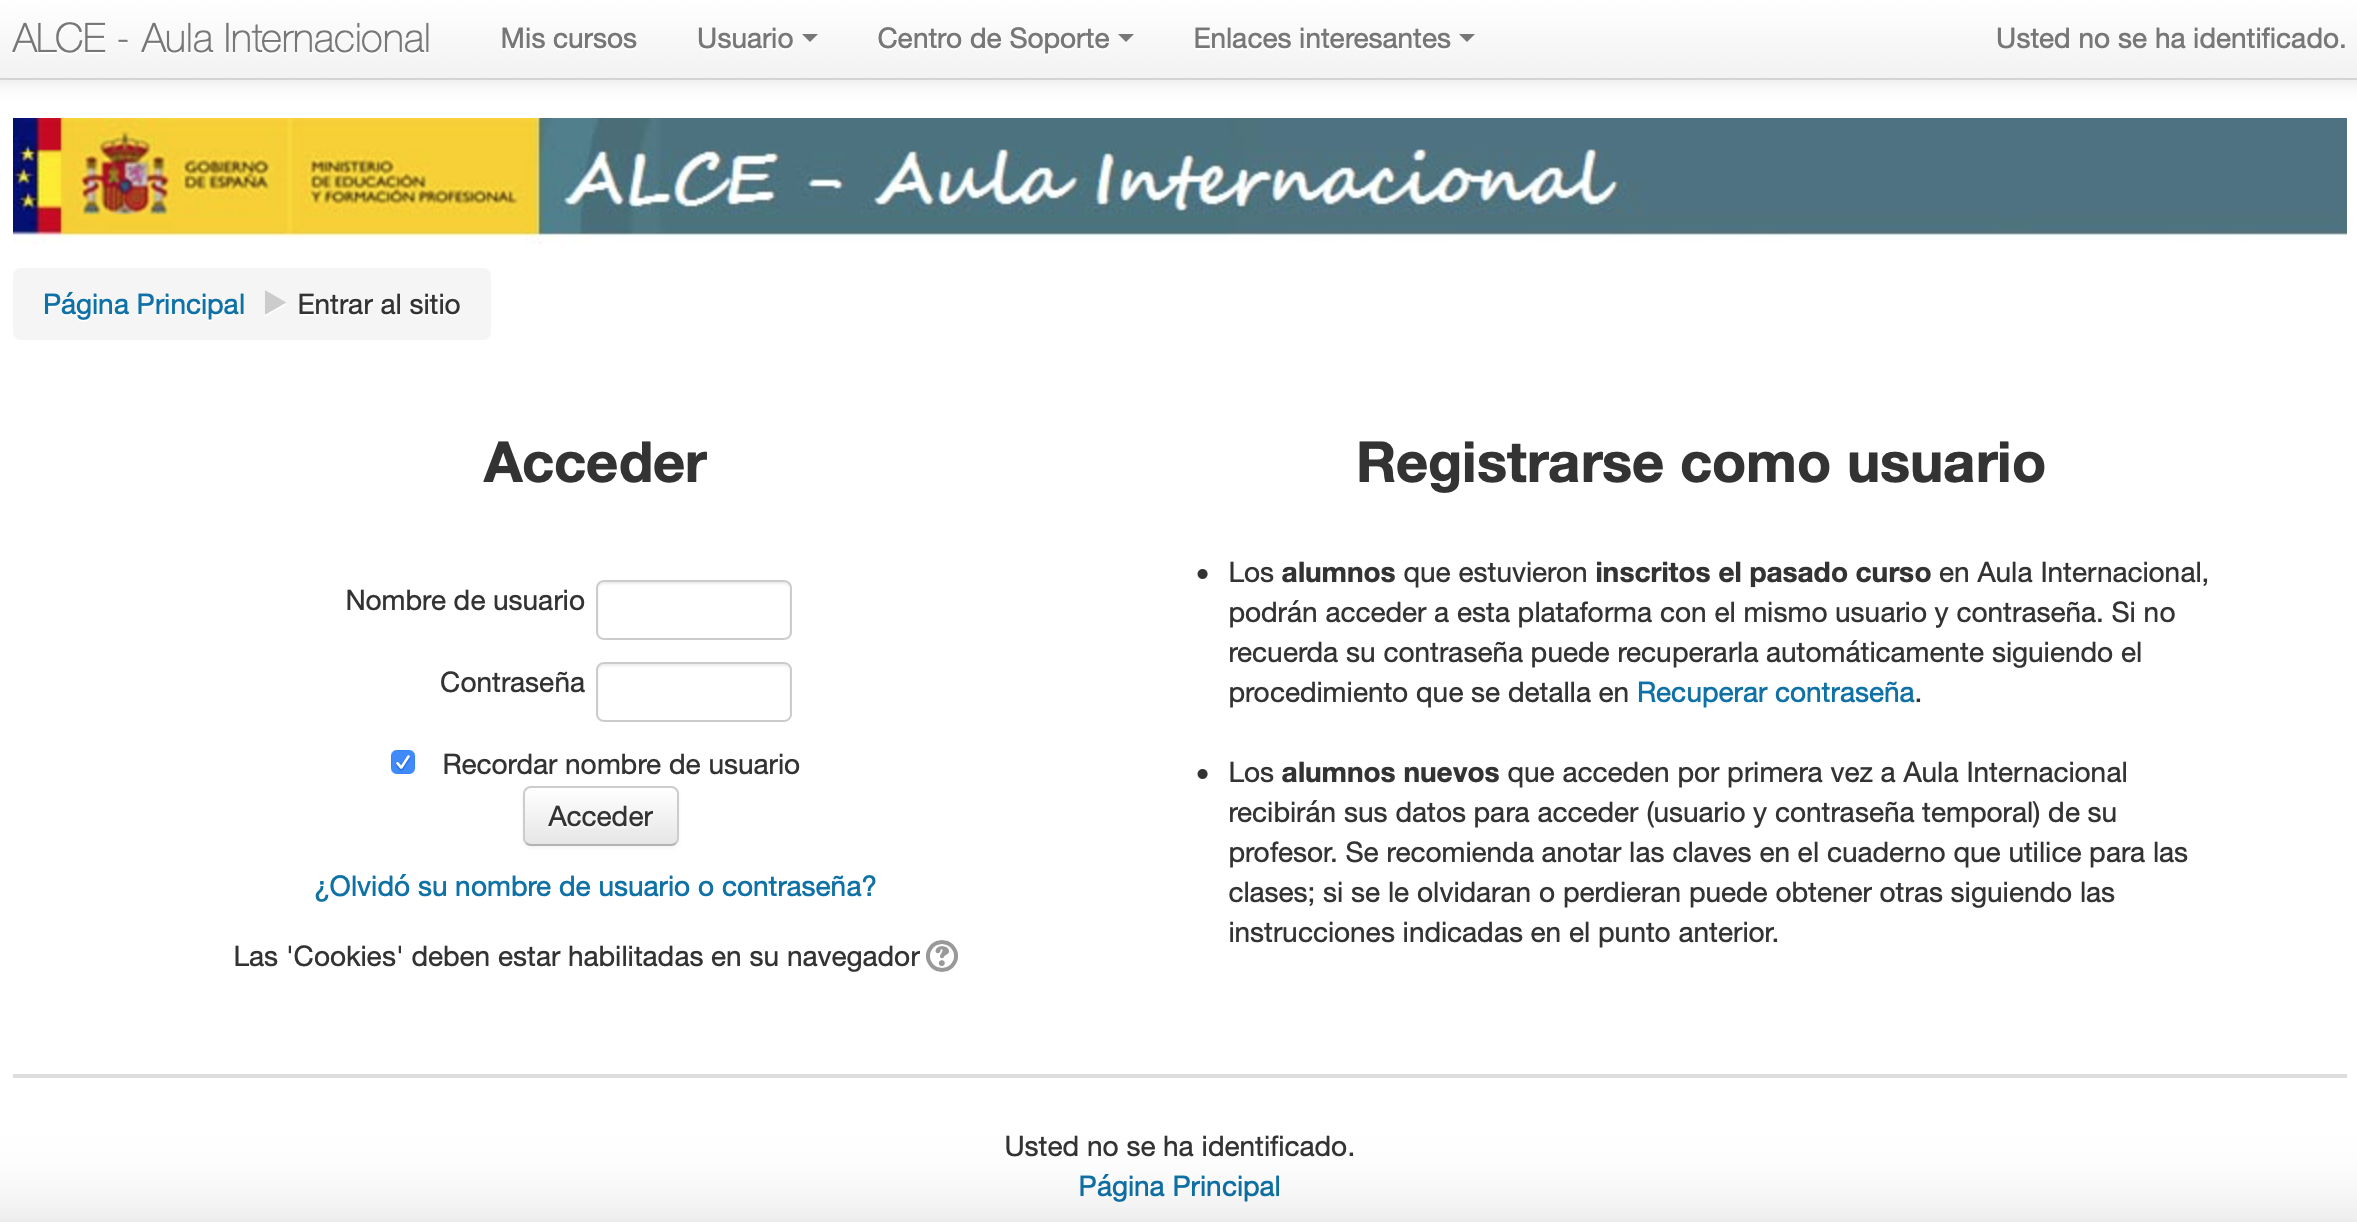 ALCE - Aula Internacional
Mis cursos
Usuario
Centro de Soporte
Enlaces interesantes
Usted no se ha identificado.
GOBIERNO
DE ESPAÑA
MINISTERIO
DE EDUCACIÓN
Y FORMACIÓN PROFESIONAL
ALCE - Aula Internacional
Página Principal
Entrar al sitio
Acceder
Nombre de usuario
Contraseña
Recordar nombre de usuario
Acceder
¿Olvidó su nombre de usuario o contraseña?
Las 'Cookies' deben estar habilitadas en su navegador
Registrarse como usuario
• Los alumnos que estuvieron inscritos el pasado curso en Aula Internacional,
podrán acceder a esta plataforma con el mismo usuario y contraseña. Si no
recuerda su contraseña puede recuperarla automáticamente siguiendo el
procedimiento que se detalla en Recuperar contraseña.
• Los alumnos nuevos que acceden por primera vez a Aula Internacional
recibirán sus datos para acceder (usuario y contraseña temporal) de su
profesor. Se recomienda anotar las claves en el cuaderno que utilice para las
clases; si se le olvidaran o perdieran puede obtener otras siguiendo las
instrucciones indicadas en el punto anterior.
Usted no se ha identificado.
Página Principal